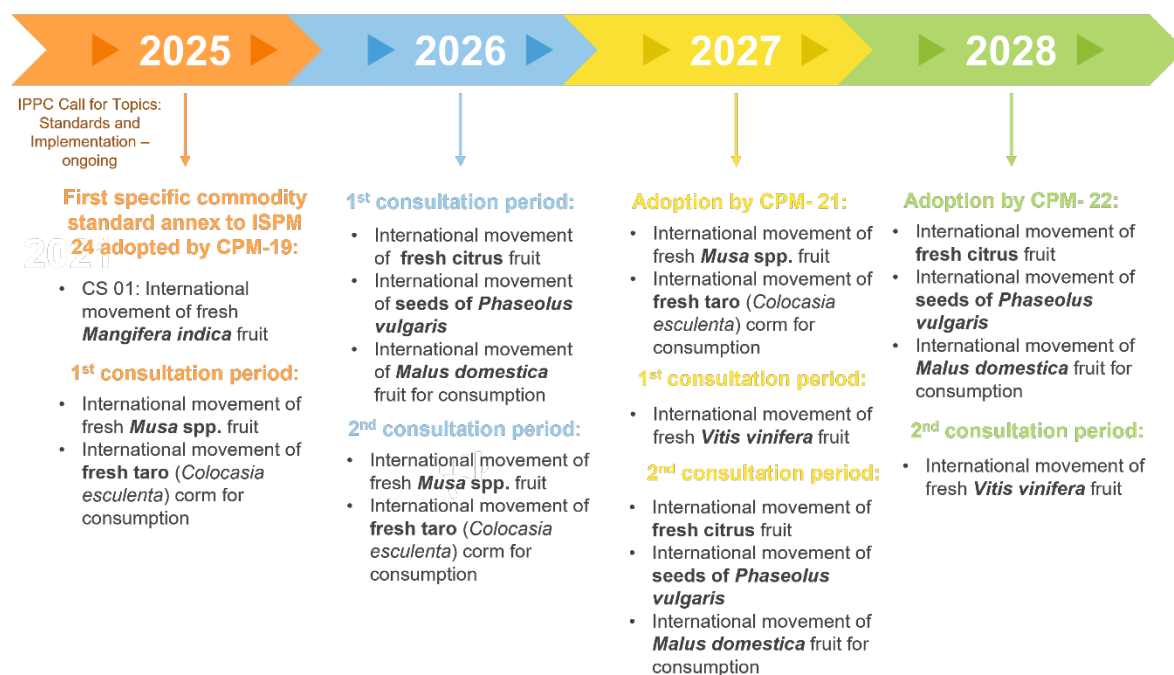 2025
2026
2027
2028
IPPC Call for Topics:
Standards and
Implementation –
ongoing
First specific commodity
standard annex to ISPM
24 adopted by CPM-19:
2021
• CS 01: International
movement of fresh
Mangifera indica fruit
1st consultation period:
• International movement of
fresh Musa spp. fruit
• International movement of
fresh taro (Colocasia
esculenta) corm for
consumption
1st consultation period:
• International movement
of fresh citrus fruit
• International movement
of seeds of Phaseolus
vulgaris
• International movement
of Malus domestica
fruit for consumption
2nd consultation period:
• International movement of
fresh Musa spp. fruit
• International movement of
fresh taro (Colocasia
esculenta) corm for
consumption
Adoption by CPM- 21:
• International movement of
fresh Musa spp. fruit
• International movement of
fresh taro (Colocasia
esculenta) corm for
consumption
1st consultation period:
• International movement of
fresh Vitis vinifera fruit
2nd consultation period:
• International movement of
fresh citrus fruit
• International movement of
seeds of Phaseolus
vulgaris
• International movement of
Malus domestica fruit for
consumption
Adoption by CPM- 22:
• International movement of
fresh citrus fruit
• International movement of
seeds of Phaseolus
vulgaris
• International movement of
Malus domestica fruit for
consumption
2nd consultation period:
• International movement of
fresh Vitis vinifera fruit